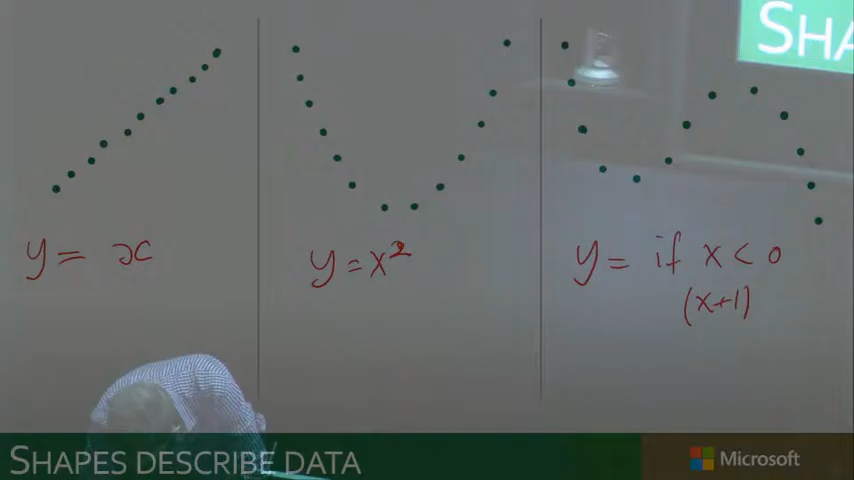 SHA
y = x
y = x²
y = if x < 0
(x+1)
SHAPES DESCRIBE DATA
Microsoft